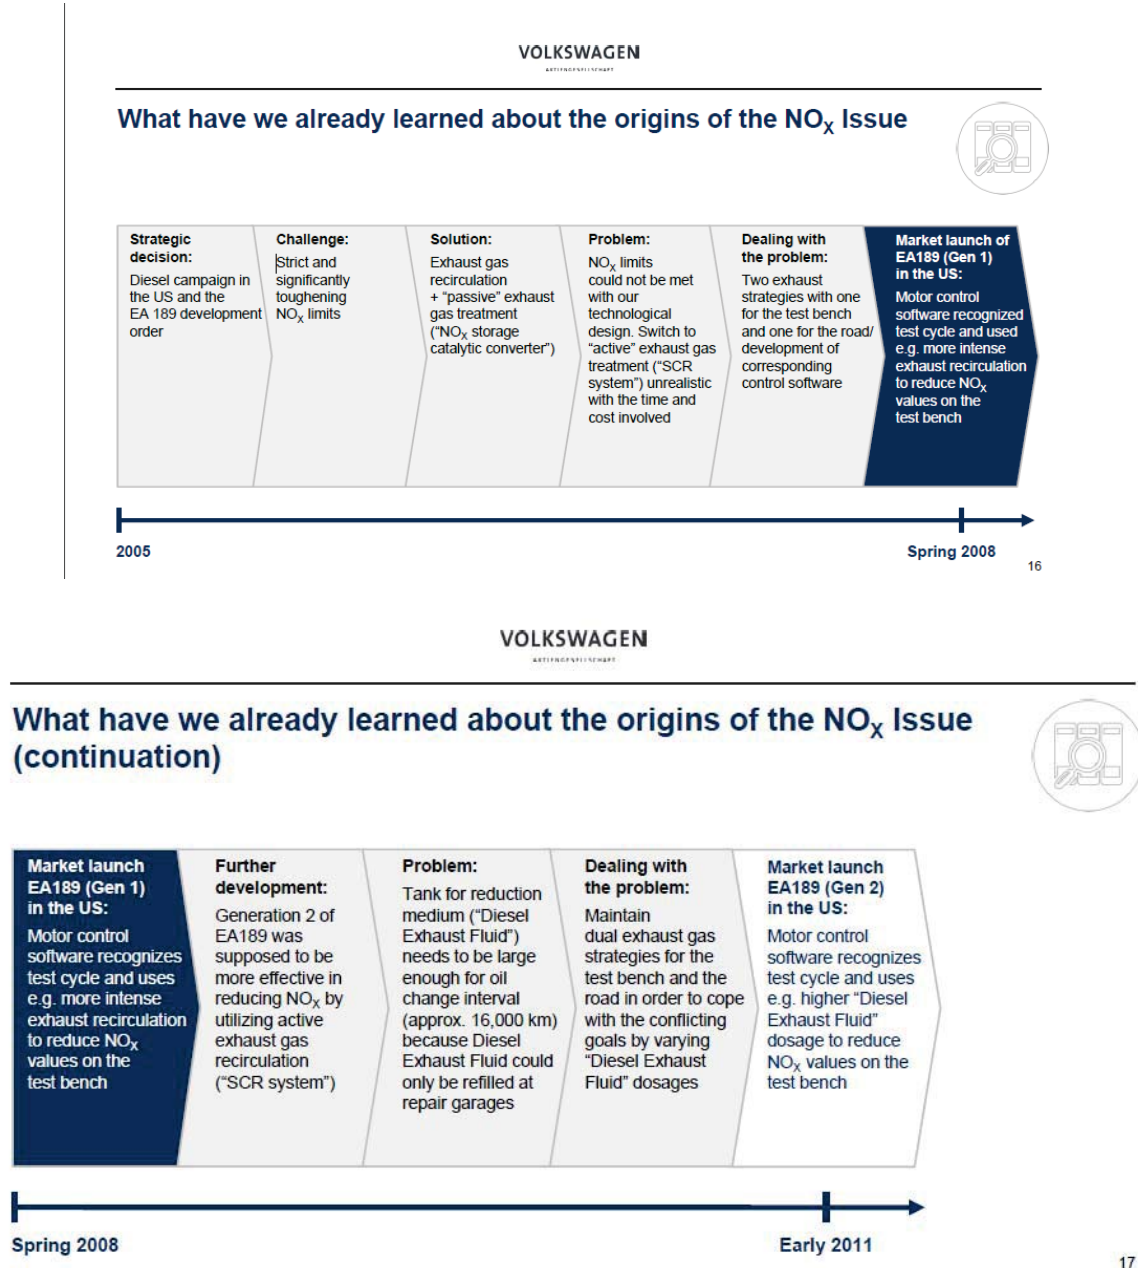 VOLKSWAGEN
AKTIENGESELLSCHAFT
What have we already learned about the origins of the NOX Issue
Strategic
decision:
Diesel campaign in
the US and the
EA 189 development
order
Challenge:
Strict and
significantly
toughening
NOX limits
Solution:
Exhaust gas
recirculation
+ “passive” exhaust
gas treatment
(“NOX storage
catalytic converter”)
Problem:
NOX limits
could not be met
with our
technological
design. Switch to
“active” exhaust gas
treatment (“SCR
system”) unrealistic
with the time and
cost involved
Dealing with
the problem:
Two exhaust
strategies with one
for the test bench
and one for the road/
development of
corresponding
control software
Market launch of
EA189 (Gen 1)
in the US:
Motor control
software recognized
test cycle and used
e.g. more intense
exhaust recirculation
to reduce NOX
values on the
test bench
2005
Spring 2008
16
VOLKSWAGEN
AKTIENGESELLSCHAFT
What have we already learned about the origins of the NOX Issue
(continuation)
Market launch
EA189 (Gen 1)
in the US:
Motor control
software recognizes
test cycle and uses
e.g. more intense
exhaust recirculation
to reduce NOX
values on the
test bench
Further
development:
Generation 2 of
EA189 was
supposed to be
more effective in
reducing NOX by
utilizing active
exhaust gas
recirculation
(“SCR system”)
Problem:
Tank for reduction
medium (“Diesel
Exhaust Fluid”)
needs to be large
enough for oil
change interval
(approx. 16,000 km)
because Diesel
Exhaust Fluid could
only be refilled at
repair garages
Dealing with
the problem:
Maintain
dual exhaust gas
strategies for the
test bench and the
road in order to cope
with the conflicting
goals by varying
“Diesel Exhaust
Fluid” dosages
Market launch
EA189 (Gen 2)
in the US:
Motor control
software recognizes
test cycle and uses
e.g. higher “Diesel
Exhaust Fluid”
dosage to reduce
NOX values on the
test bench
Spring 2008
Early 2011
17